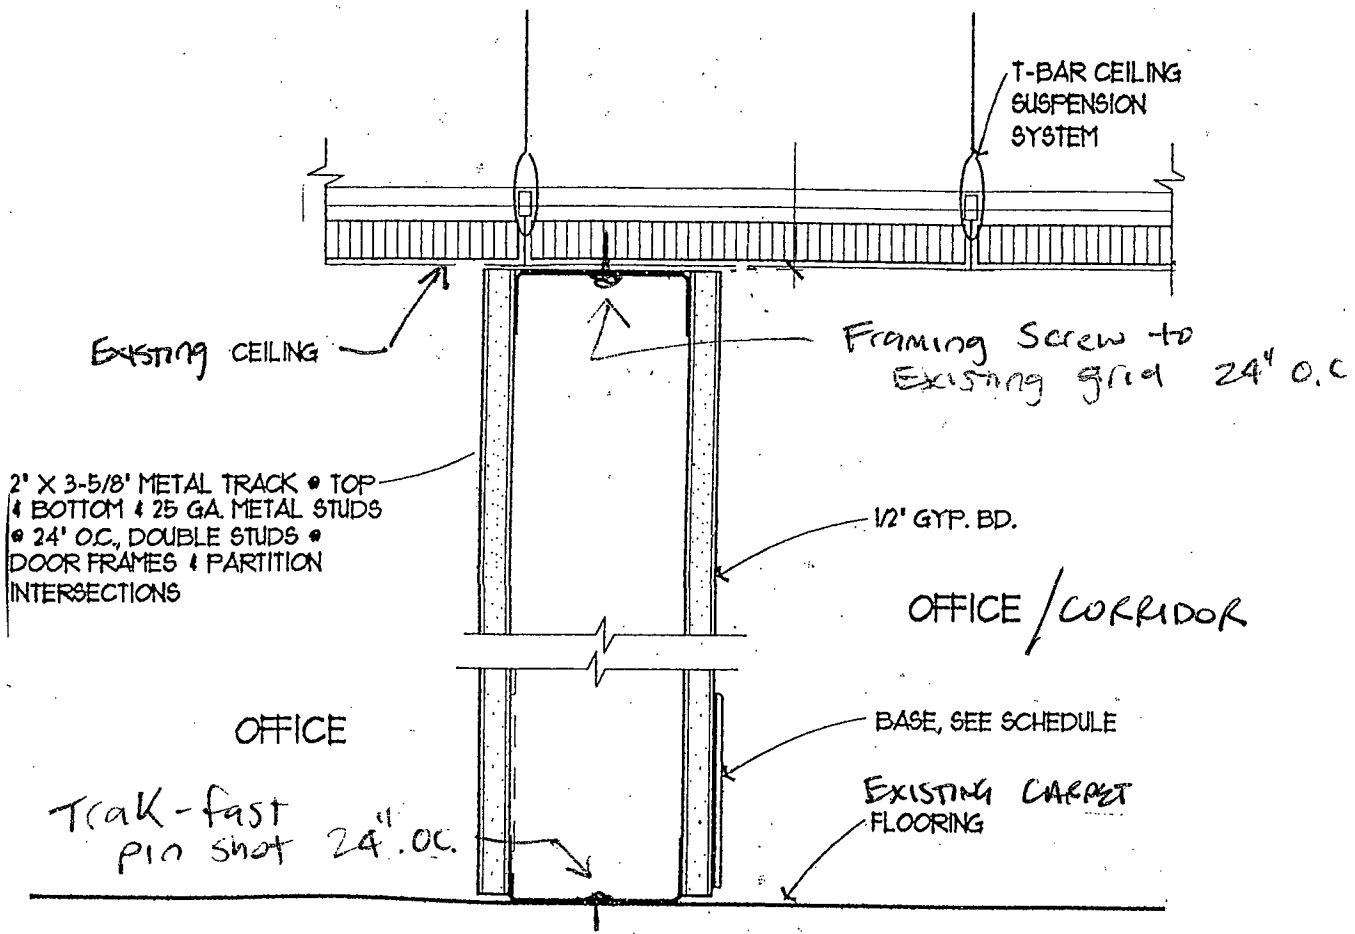 T-BAR CEILING
SUSPENSION
SYSTEM
Existing CEILING
Framing Screw to
Existing grid 24" O.C
2" X 3-5/8" METAL TRACK @ TOP
& BOTTOM & 25 GA. METAL STUDS
@ 24" O.C., DOUBLE STUDS @
DOOR FRAMES & PARTITION
INTERSECTIONS
1/2" GYP. BD.
OFFICE / CORRIDOR
OFFICE
BASE, SEE SCHEDULE
Trak-fast
pin shot 24". OC.
EXISTING CARPET
FLOORING